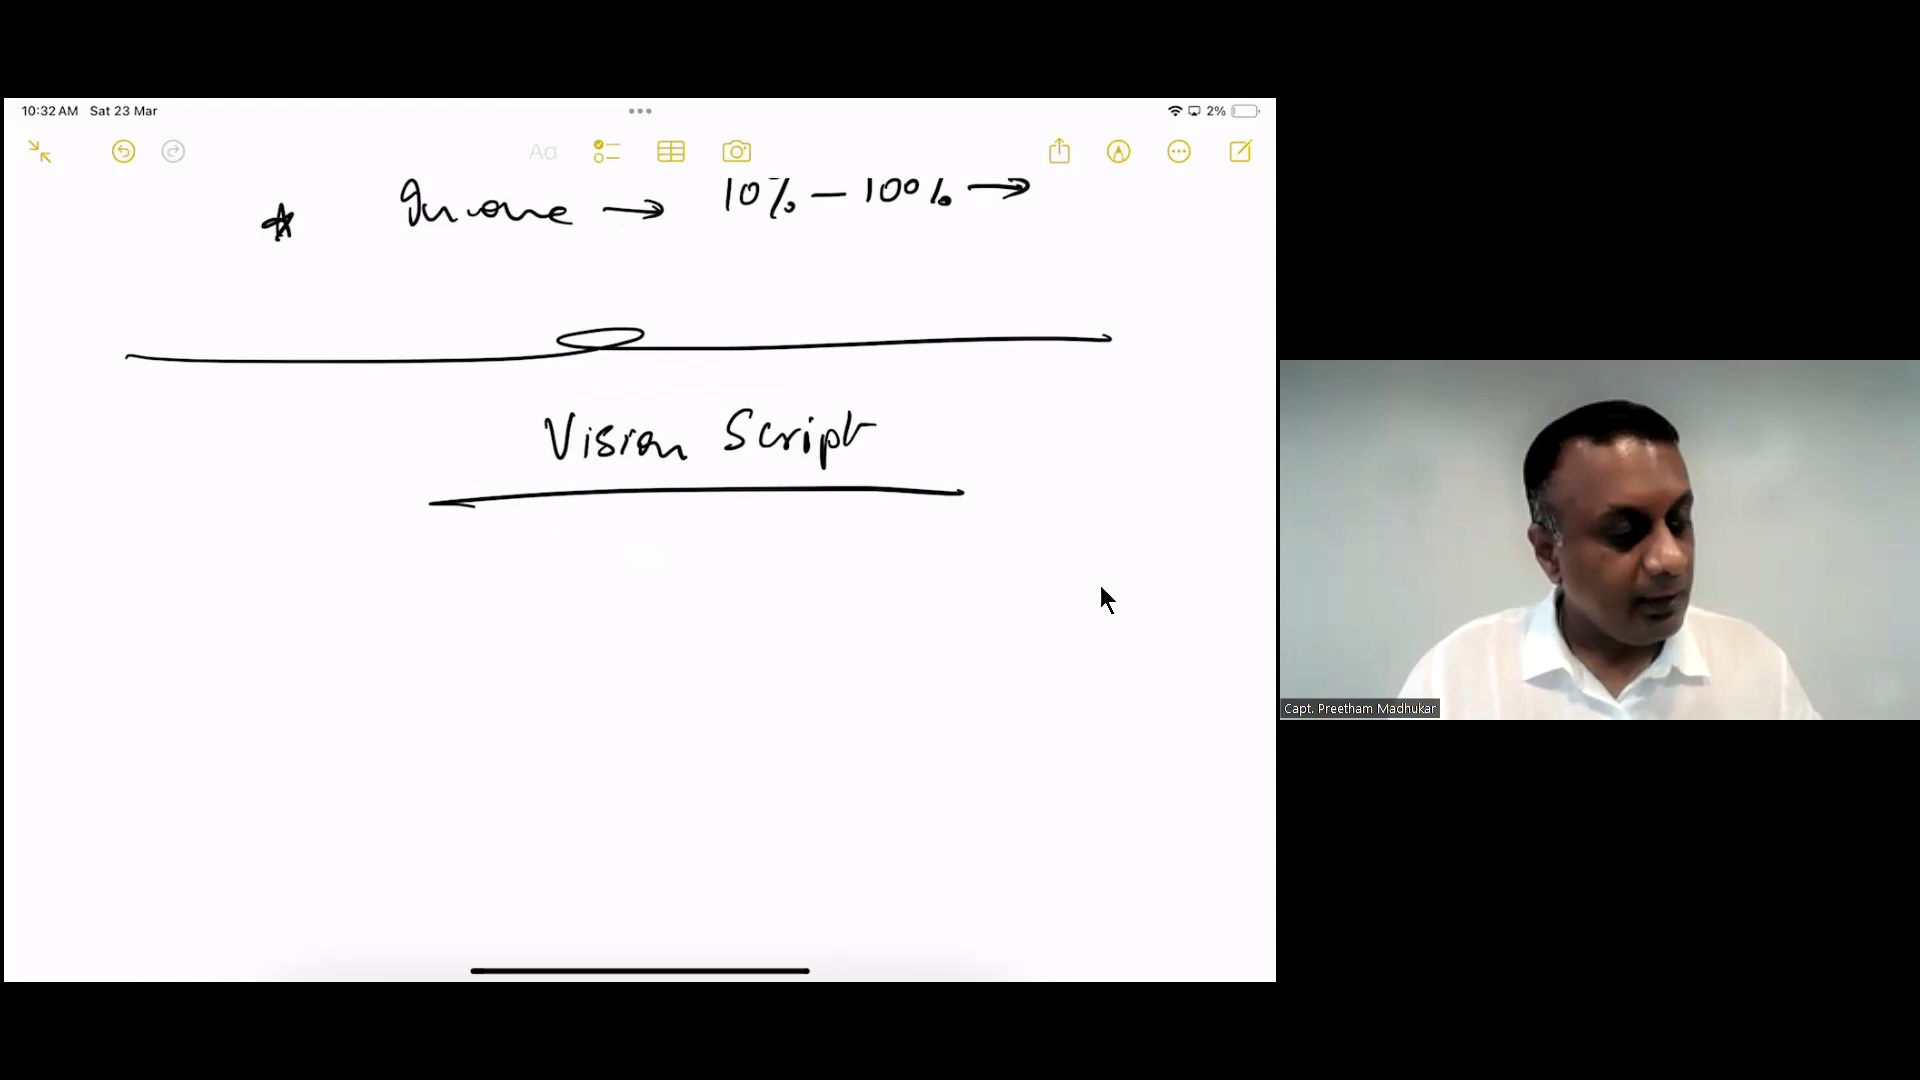 10:32 AM Sat 23 Mar
2%
Aa
Income → 10% — 100% →
Vision Script
Capt. Preetham Madhukar